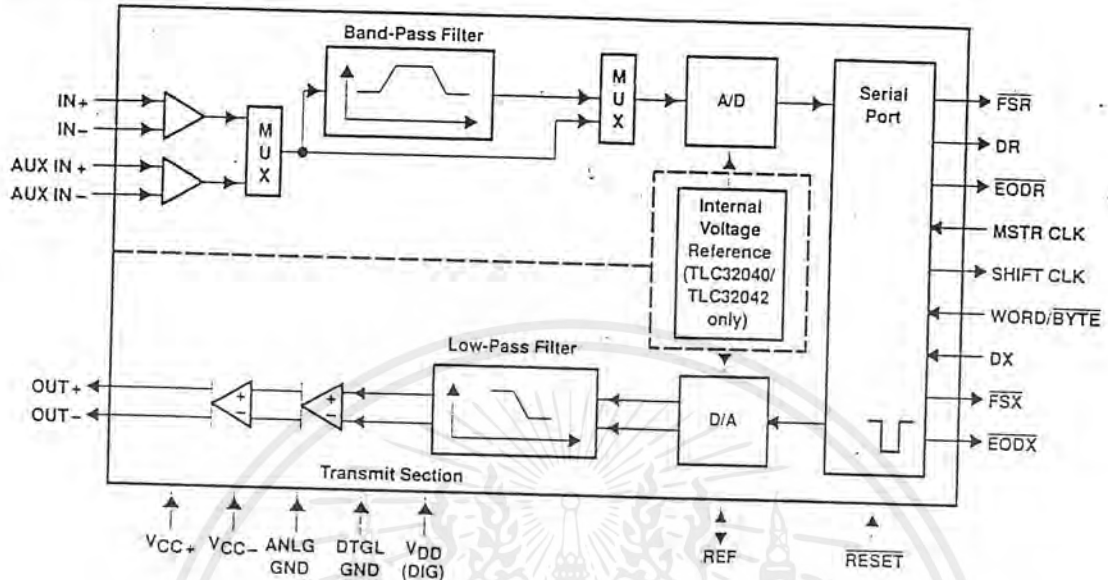 Band-Pass Filter
IN+
IN-
AUX IN +
AUX IN -
M
U
X
M
U
X
A/D
Serial
Port
FSR
DR
EODR
MSTR CLK
SHIFT CLK
WORD/BYTE
DX
FSX
EODX
Internal
Voltage
Reference
(TLC32040/
TLC32042
only)
Low-Pass Filter
OUT+
OUT-
+
-
+
-
D/A
Transmit Section
VCC+
VCC-
ANLG
GND
DTGL
GND
VDD
(DIG)
REF
RESET